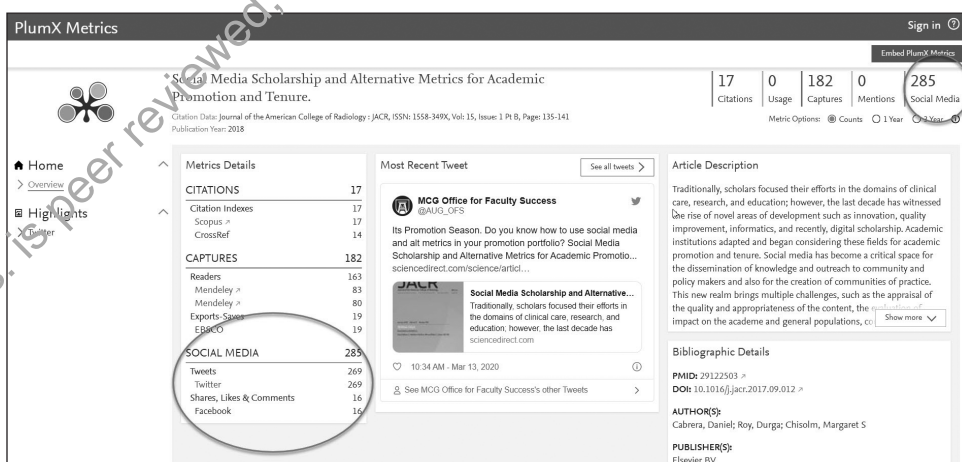 PlumX Metrics
Sign in ?
Embed PlumX Metrics
Social Media Scholarship and Alternative Metrics for Academic
Promotion and Tenure.
Citation Data: Journal of the American College of Radiology : JACR, ISSN: 1558-349X, Vol: 15, Issue: 1 Pt B, Page: 135-141
Publication Year: 2018
17
Citations
0
Usage
182
Captures
0
Mentions
285
Social Media
Metric Options: Counts 1 Year 3 Year
Home
> Overview
Highlights
> Twitter
Metrics Details
CITATIONS 17
Citation Indexes 17
Scopus 17
CrossRef 14
CAPTURES 182
Readers 163
Mendeley 83
Mendeley 80
Exports-Saves 19
EBSCO 19
SOCIAL MEDIA 285
Tweets 269
Twitter 269
Shares, Likes & Comments 16
Facebook 16
Most Recent Tweet
See all tweets >
MCG Office for Faculty Success
@AUG_OFS
Its Promotion Season. Do you know how to use social media
and alt metrics in your promotion portfolio? Social Media
Scholarship and Alternative Metrics for Academic Promotio...
sciencedirect.com/science/articl…
JACR
Social Media Scholarship and Alternative...
Traditionally, scholars focused their efforts in
the domains of clinical care, research, and
education; however, the last decade has
sciencedirect.com
10:34 AM - Mar 13, 2020
See MCG Office for Faculty Success's other Tweets >
Article Description
Traditionally, scholars focused their efforts in the domains of clinical
care, research, and education; however, the last decade has witnessed
the rise of novel areas of development such as innovation, quality
improvement, informatics, and recently, digital scholarship. Academic
institutions adapted and began considering these fields for academic
promotion and tenure. Social media has become a critical space for
the dissemination of knowledge and outreach to community and
policy makers and also for the creation of communities of practice.
This new realm brings multiple challenges, such as the appraisal of
the quality and appropriateness of the content, the
impact on the academe and general populations,
Show more
Bibliographic Details
PMID: 29122503
DOI: 10.1016/j.jacr.2017.09.012
AUTHOR(S):
Cabrera, Daniel; Roy, Durga; Chisolm, Margaret S
PUBLISHER(S):
Elsevier BV
is peer reviewed.